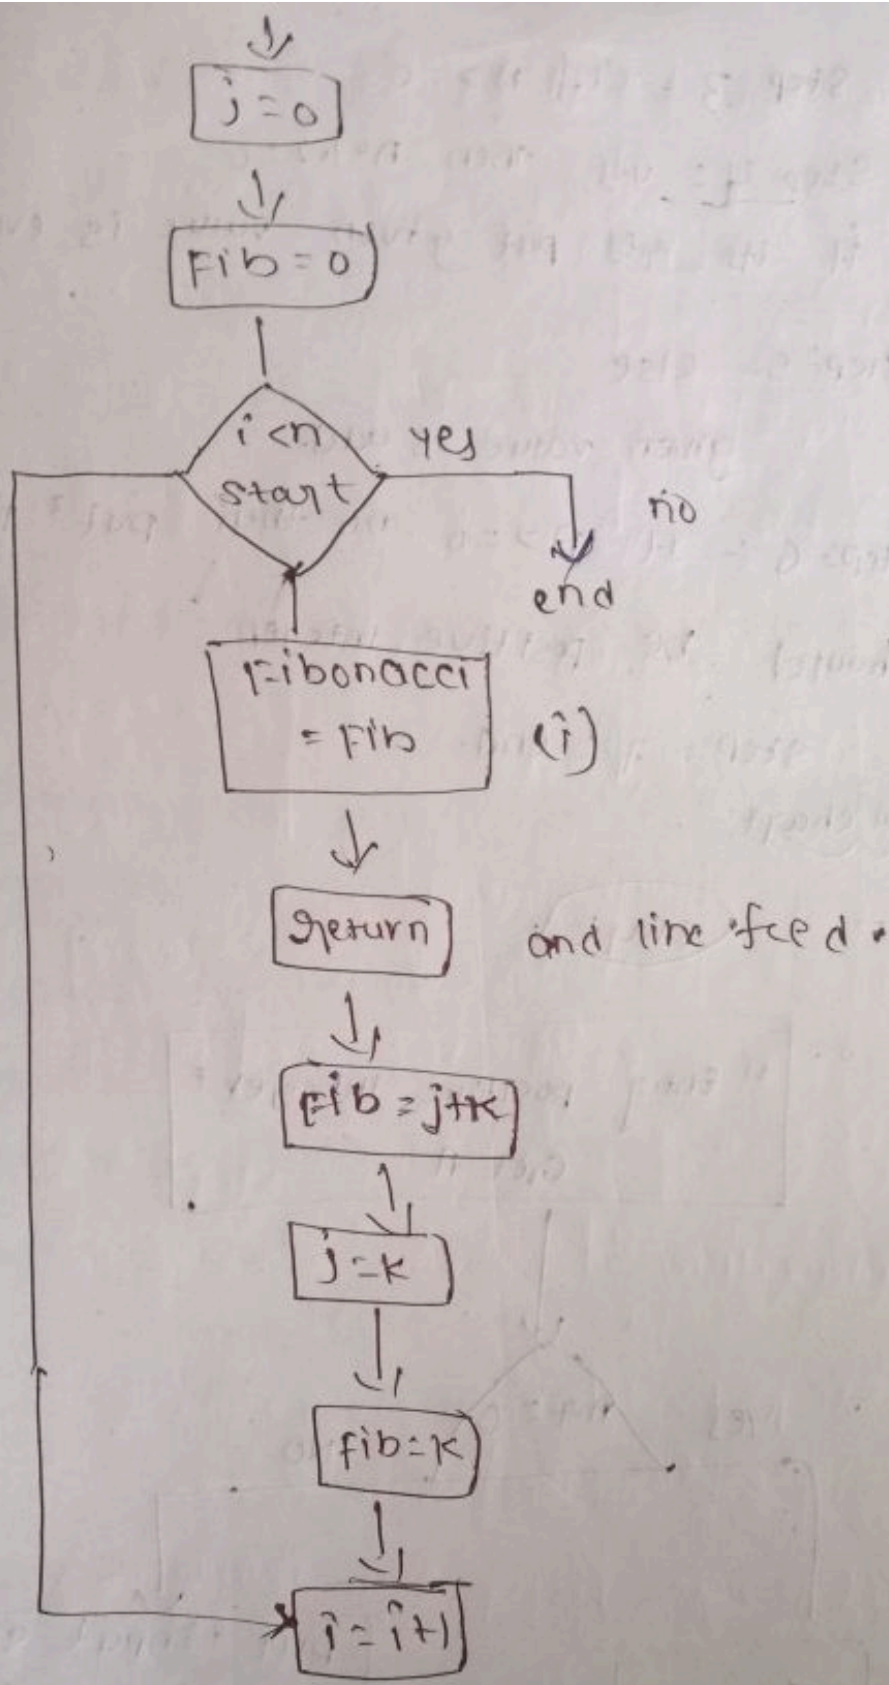 j=0
Fib=0
i<n
start
yes
no
end
Fibonacci
= Fib
(i)
return
and line feed.
Fib=j+k
j=k
fib=k
i=i+1